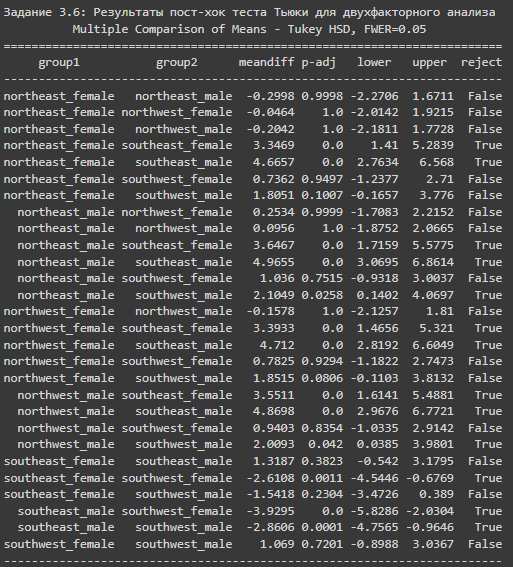 Задание 3.6: Результаты пост-хок теста Тьюки для двухфакторного анализа
Multiple Comparison of Means - Tukey HSD, FWER=0.05
======================================================================
group1 group2 meandiff p-adj lower upper reject
----------------------------------------------------------------------
northeast_female northeast_male -0.2998 0.9998 -2.2706 1.6711 False
northeast_female northwest_female -0.0464 1.0 -2.0142 1.9215 False
northeast_female northwest_male -0.2042 1.0 -2.1811 1.7728 False
northeast_female southeast_female 3.3469 0.0 1.41 5.2839 True
northeast_female southeast_male 4.6657 0.0 2.7634 6.568 True
northeast_female southwest_female 0.7362 0.9497 -1.2377 2.71 False
northeast_female southwest_male 1.8051 0.1007 -0.1657 3.776 False
northeast_male northwest_female 0.2534 0.9999 -1.7083 2.2152 False
northeast_male northwest_male 0.0956 1.0 -1.8752 2.0665 False
northeast_male southeast_female 3.6467 0.0 1.7159 5.5775 True
northeast_male southeast_male 4.9655 0.0 3.0695 6.8614 True
northeast_male southwest_female 1.036 0.7515 -0.9318 3.0037 False
northeast_male southwest_male 2.1049 0.0258 0.1402 4.0697 True
northwest_female northwest_male -0.1578 1.0 -2.1257 1.81 False
northwest_female southeast_female 3.3933 0.0 1.4656 5.321 True
northwest_female southeast_male 4.712 0.0 2.8192 6.6049 True
northwest_female southwest_female 0.7825 0.9294 -1.1822 2.7473 False
northwest_female southwest_male 1.8515 0.0806 -0.1103 3.8132 False
northwest_male southeast_female 3.5511 0.0 1.6141 5.4881 True
northwest_male southeast_male 4.8698 0.0 2.9676 6.7721 True
northwest_male southwest_female 0.9403 0.8354 -1.0335 2.9142 False
northwest_male southwest_male 2.0093 0.042 0.0385 3.9801 True
southeast_female southeast_male 1.3187 0.3823 -0.542 3.1795 False
southeast_female southwest_female -2.6108 0.0011 -4.5446 -0.6769 True
southeast_female southwest_male -1.5418 0.2304 -3.4726 0.389 False
southeast_male southwest_female -3.9295 0.0 -5.8286 -2.0304 True
southeast_male southwest_male -2.8606 0.0001 -4.7565 -0.9646 True
southwest_female southwest_male 1.069 0.7201 -0.8988 3.0367 False
----------------------------------------------------------------------